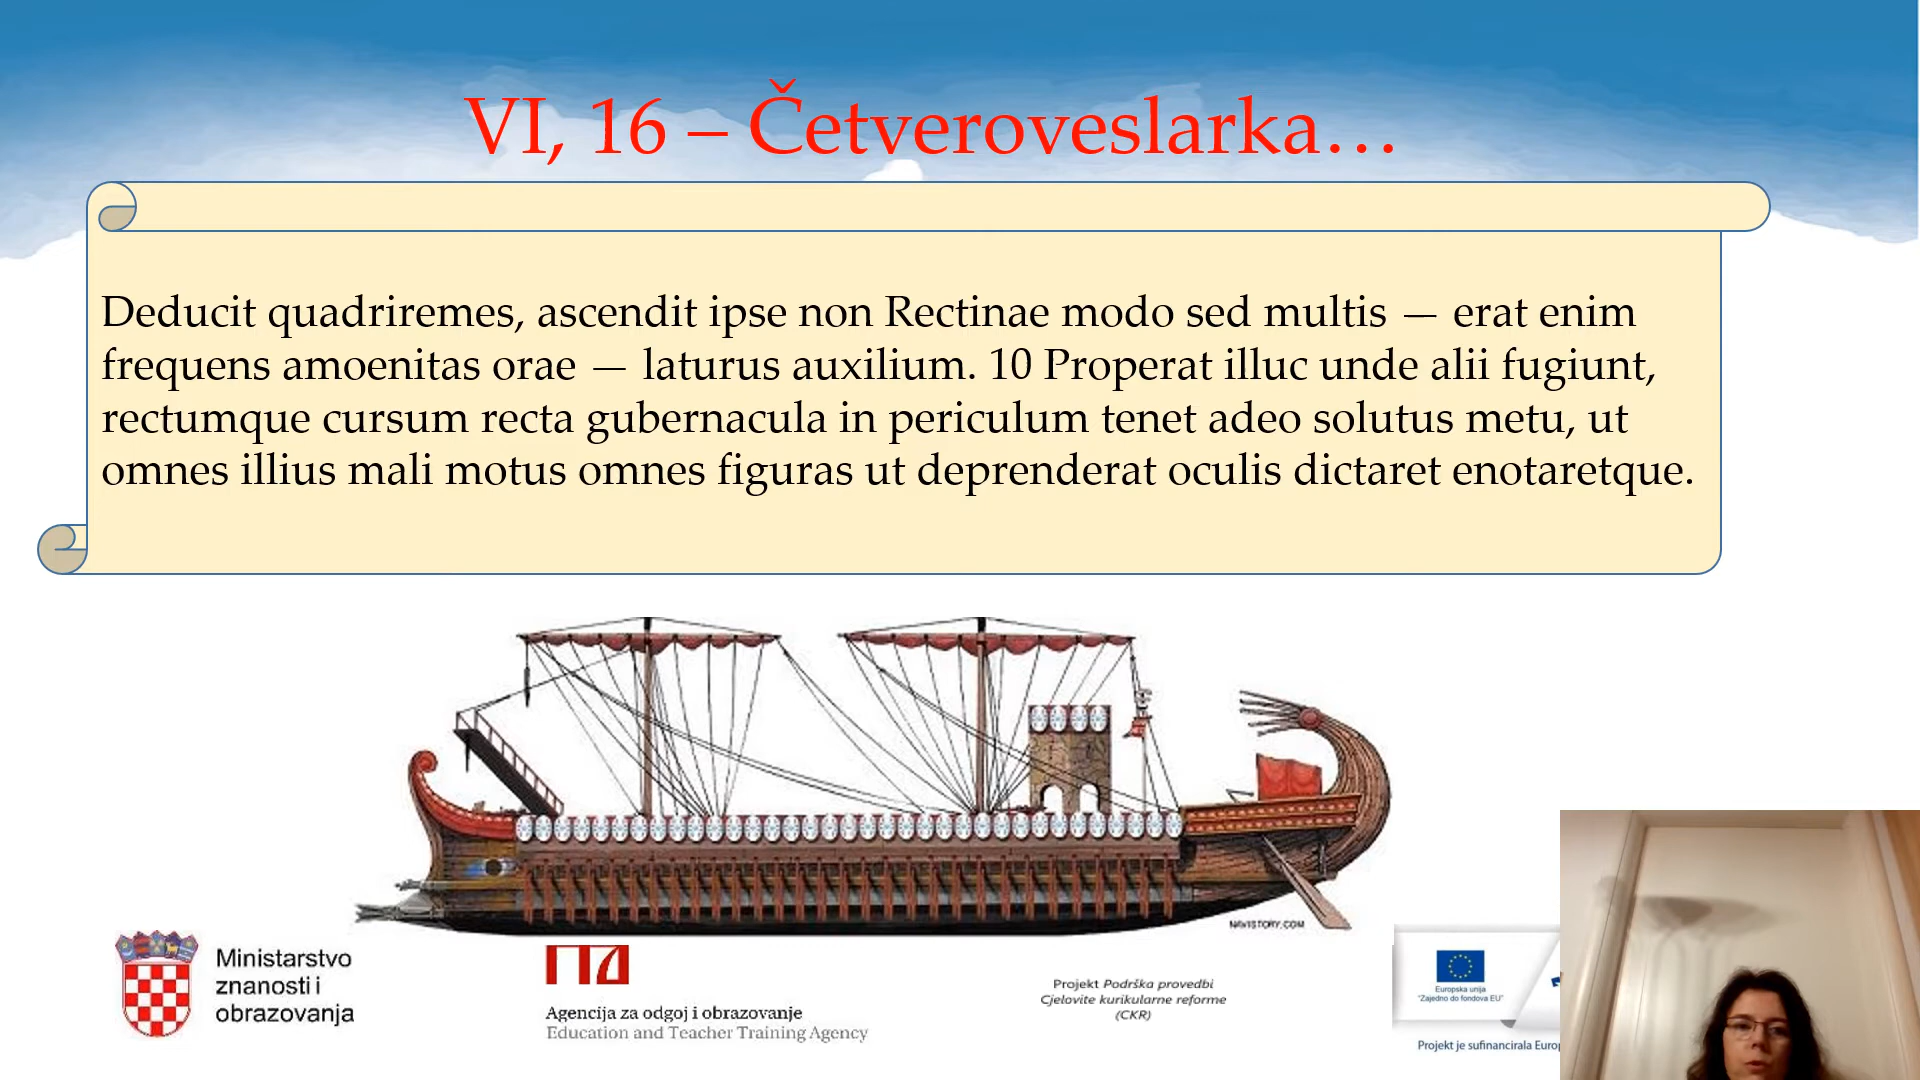 VI, 16 – Četveroveslarka…
Deducit quadriremes, ascendit ipse non Rectinae modo sed multis — erat enim
frequens amoenitas orae — laturus auxilium. 10 Properat illuc unde alii fugiunt,
rectumque cursum recta gubernacula in periculum tenet adeo solutus metu, ut
omnes illius mali motus omnes figuras ut deprenderat oculis dictaret enotaretque.
NAVISTORY.COM
Ministarstvo
znanosti i
obrazovanja
Agencija za odgoj i obrazovanje
Education and Teacher Training Agency
Projekt Podrška provedbi
Cjelovite kurikularne reforme
(CKR)
Europska unija
"Zajedno do fondova EU"
Projekt je sufinancirala